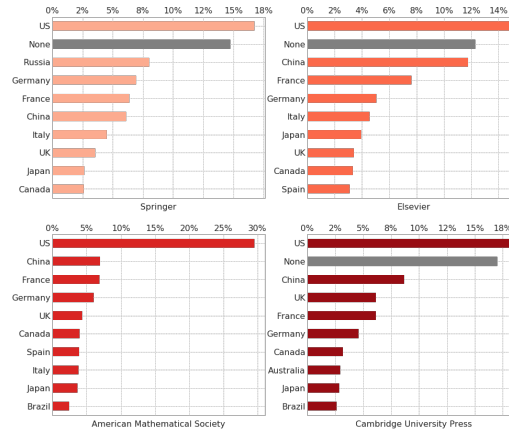 0% 2% 5% 7% 10% 12% 15% 18%
US
None
Russia
Germany
France
China
Italy
UK
Japan
Canada
Springer
0% 2% 4% 6% 8% 10% 12% 14%
US
None
China
France
Germany
Italy
Japan
UK
Canada
Spain
Elsevier
0% 5% 10% 15% 20% 25% 30%
US
China
France
Germany
UK
Canada
Spain
Italy
Japan
Brazil
American Mathematical Society
0% 2% 5% 7% 10% 12% 15% 18%
US
None
China
UK
France
Germany
Canada
Australia
Japan
Brazil
Cambridge University Press